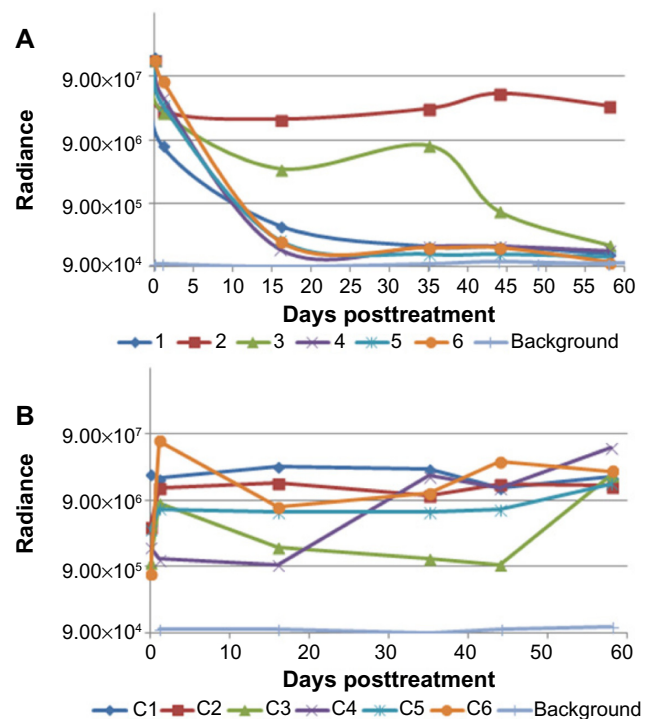 A
Radiance
9.00×10⁷
9.00×10⁶
9.00×10⁵
9.00×10⁴
0 5 10 15 20 25 30 35 40 45 50 55 60
Days posttreatment
1 2 3 4 5 6 Background
B
Radiance
9.00×10⁷
9.00×10⁶
9.00×10⁵
9.00×10⁴
0 10 20 30 40 50 60
Days posttreatment
C1 C2 C3 C4 C5 C6 Background